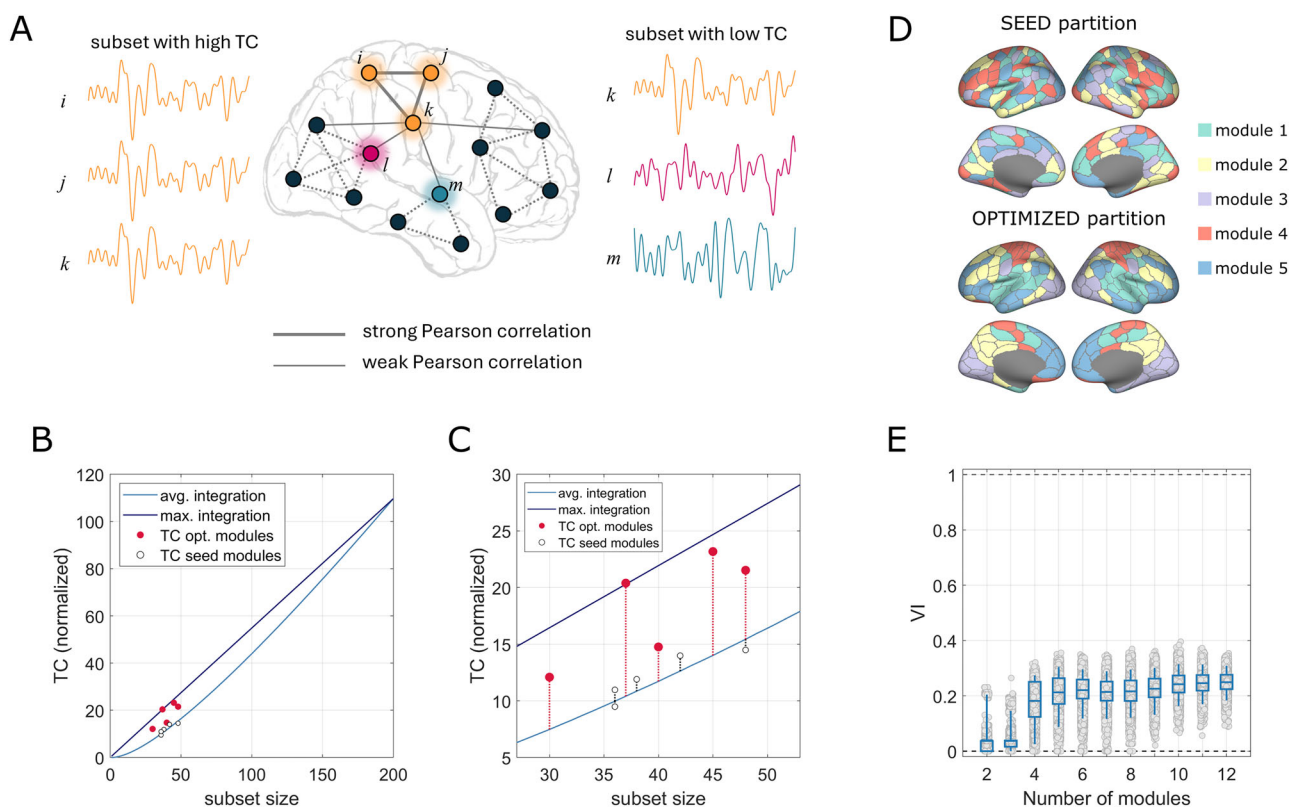 A
subset with high TC
i
j
k
i
j
k
l
m
subset with low TC
k
l
m
strong Pearson correlation
weak Pearson correlation
D
SEED partition
OPTIMIZED partition
module 1
module 2
module 3
module 4
module 5
B
TC (normalized)
120
100
80
60
40
20
0
0
50
100
150
200
subset size
avg. integration
max. integration
TC opt. modules
TC seed modules
C
TC (normalized)
30
25
20
15
10
5
30
35
40
45
50
subset size
avg. integration
max. integration
TC opt. modules
TC seed modules
E
VI
1
0.8
0.6
0.4
0.2
0
2
4
6
8
10
12
Number of modules